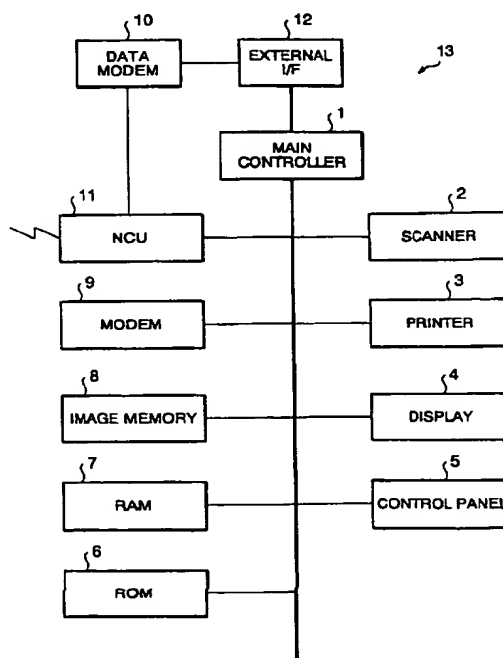 10
DATA
MODEM
12
EXTERNAL
I/F
13
1
MAIN
CONTROLLER
11
NCU
2
SCANNER
9
MODEM
3
PRINTER
8
IMAGE MEMORY
4
DISPLAY
7
RAM
5
CONTROL PANEL
6
ROM